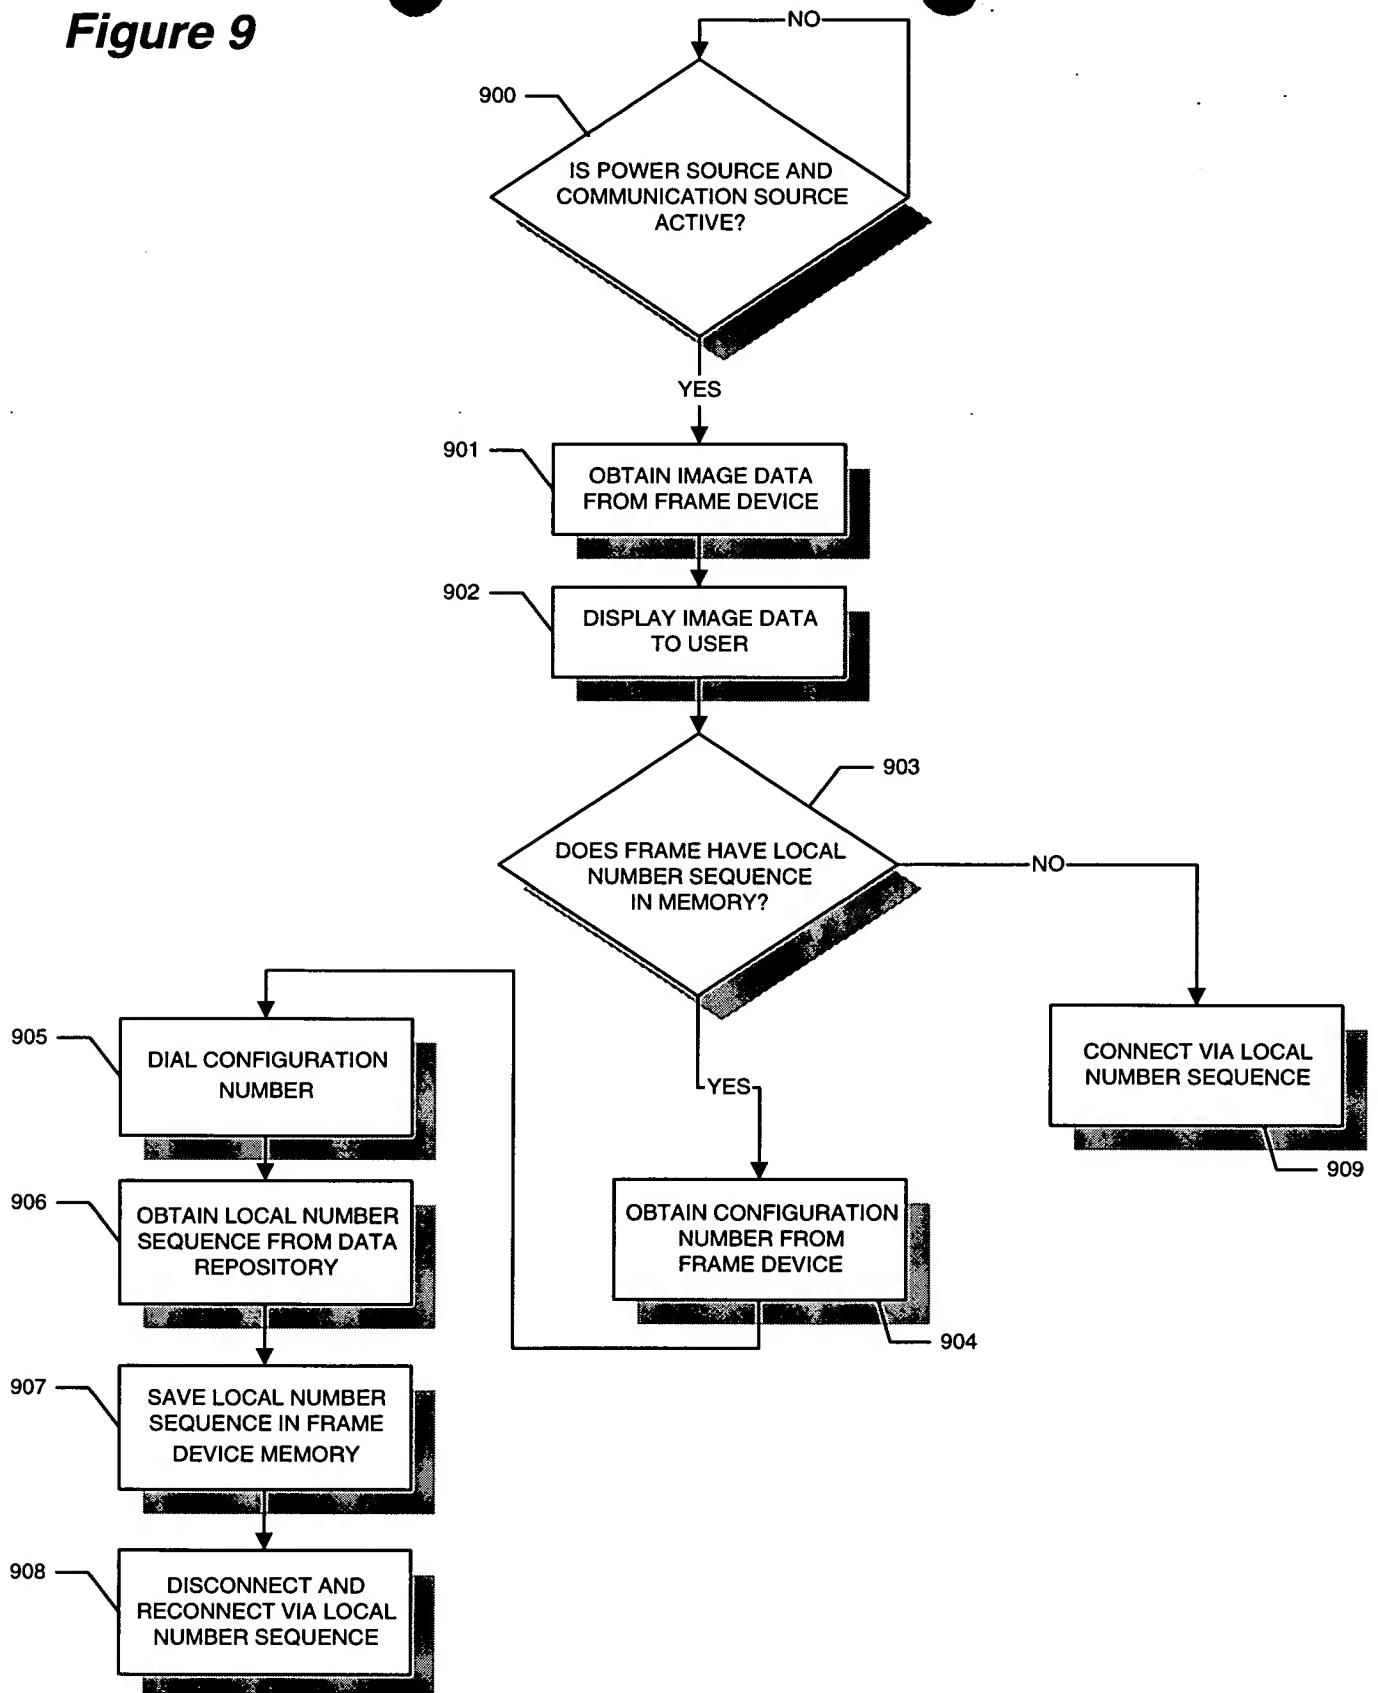 Figure 9
NO
900
IS POWER SOURCE AND
COMMUNICATION SOURCE
ACTIVE?
YES
901
OBTAIN IMAGE DATA
FROM FRAME DEVICE
902
DISPLAY IMAGE DATA
TO USER
903
DOES FRAME HAVE LOCAL
NUMBER SEQUENCE
IN MEMORY?
NO
YES
905
DIAL CONFIGURATION
NUMBER
CONNECT VIA LOCAL
NUMBER SEQUENCE
909
906
OBTAIN LOCAL NUMBER
SEQUENCE FROM DATA
REPOSITORY
OBTAIN CONFIGURATION
NUMBER FROM
FRAME DEVICE
904
907
SAVE LOCAL NUMBER
SEQUENCE IN FRAME
DEVICE MEMORY
908
DISCONNECT AND
RECONNECT VIA LOCAL
NUMBER SEQUENCE